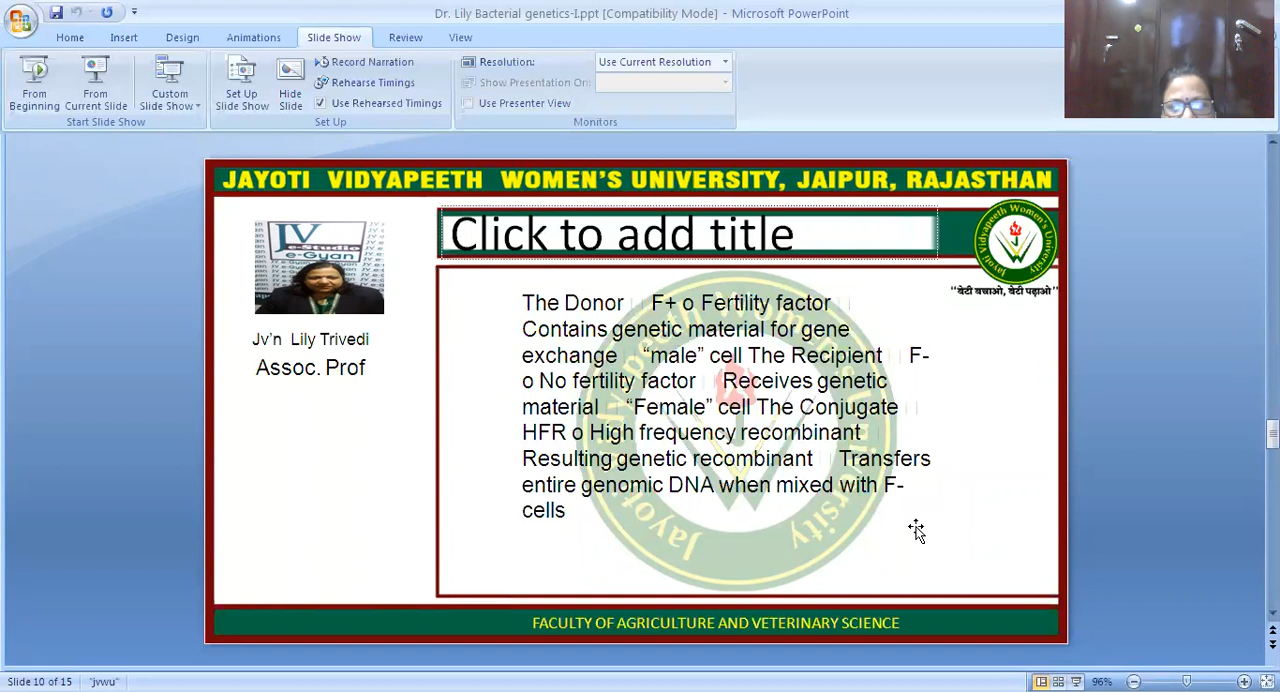 Dr. Lily Bacterial genetics-I.ppt [Compatibility Mode] - Microsoft PowerPoint
Home Insert Design Animations Slide Show Review View
From Beginning
From Current Slide
Custom Slide Show
Start Slide Show
Set Up Slide Show
Hide Slide
Record Narration
Rehearse Timings
Use Rehearsed Timings
Set Up
Resolution: Use Current Resolution
Show Presentation On:
Use Presenter View
Monitors
JAYOTI VIDYAPEETH WOMEN'S UNIVERSITY, JAIPUR, RAJASTHAN
Click to add title
JV
e-Studio
e-Gyan
Jv'n Lily Trivedi
Assoc. Prof
Jayoti Vidyapeeth Women's University
"बेटी बचाओ, बेटी पढ़ाओ"
The Donor F+ o Fertility factor
Contains genetic material for gene
exchange “male” cell The Recipient F-
o No fertility factor Receives genetic
material “Female” cell The Conjugate
HFR o High frequency recombinant
Resulting genetic recombinant Transfers
entire genomic DNA when mixed with F-
cells
FACULTY OF AGRICULTURE AND VETERINARY SCIENCE
Slide 10 of 15 "jvwu" 96%